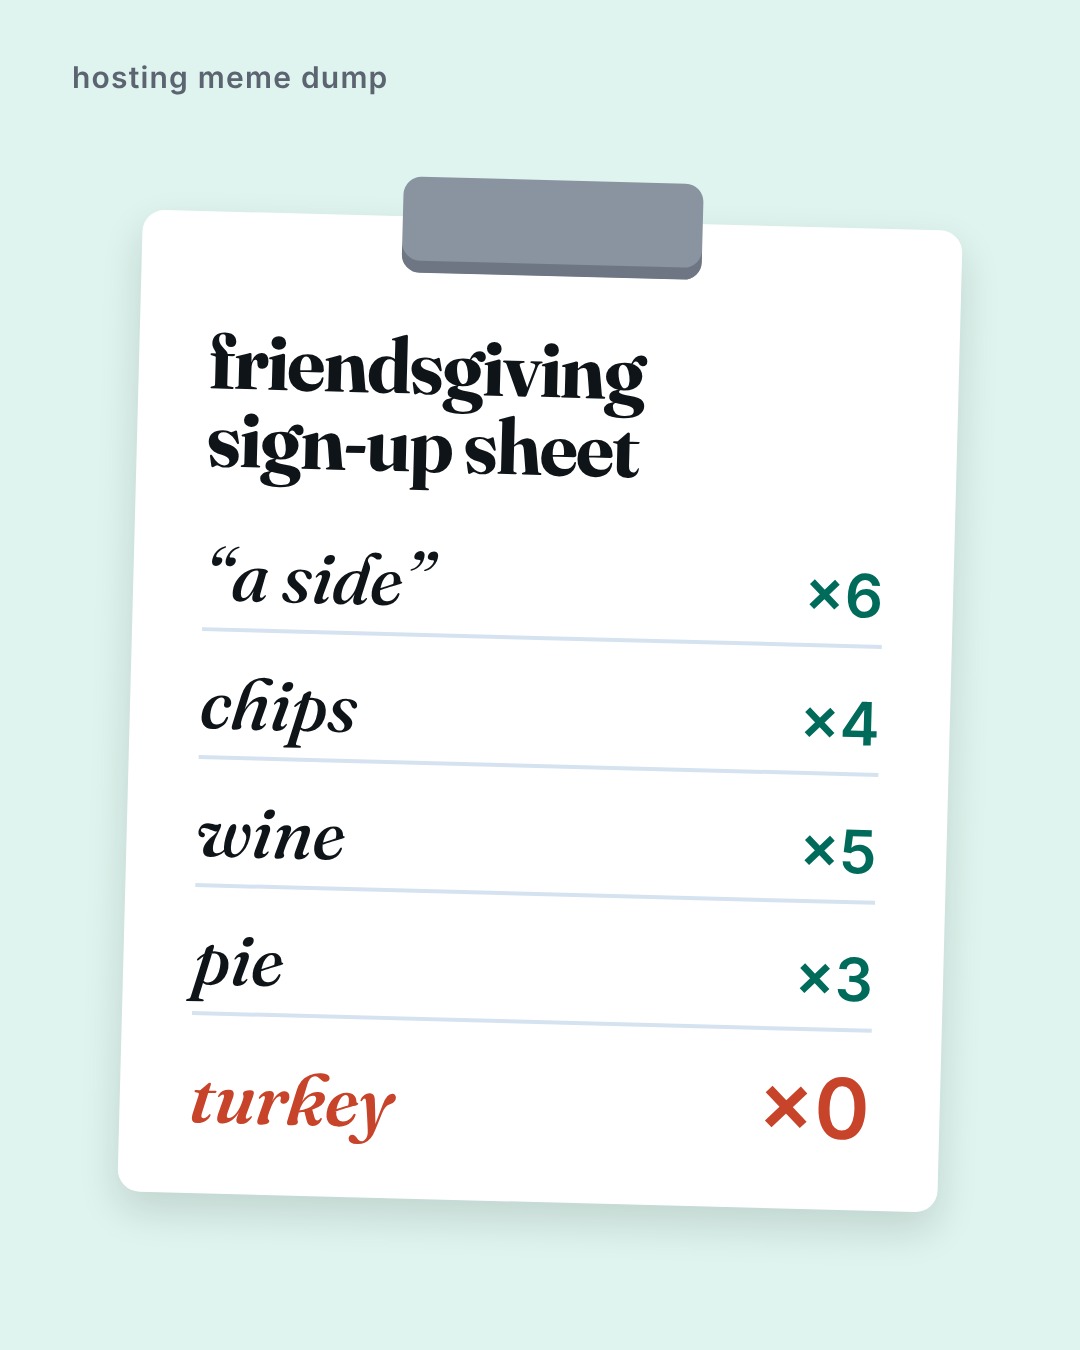 hosting meme dump
friendsgiving
sign-up sheet
“a side” ×6
chips ×4
wine ×5
pie ×3
turkey ×0